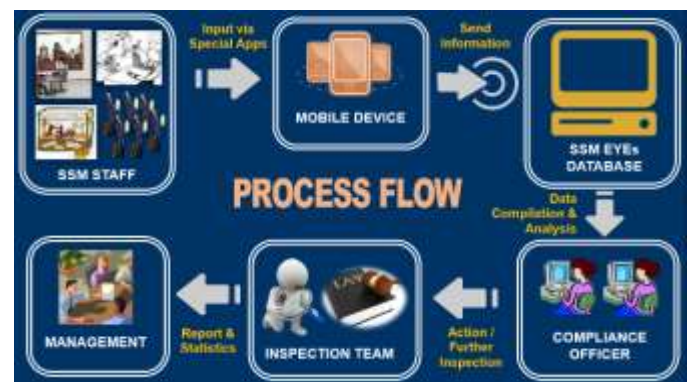 Input via
Special Apps
Send
Information
SSM STAFF
MOBILE DEVICE
SSM EYEs
DATABASE
PROCESS FLOW
Data
Compilation &
Analysis
MANAGEMENT
Report &
Statistics
INSPECTION TEAM
LAW
Action /
Further
Inspection
COMPLIANCE
OFFICER